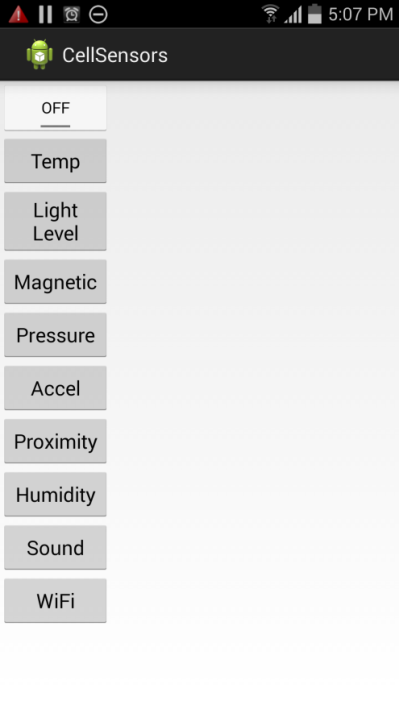 5:07 PM
CellSensors
OFF
Temp
Light
Level
Magnetic
Pressure
Accel
Proximity
Humidity
Sound
WiFi